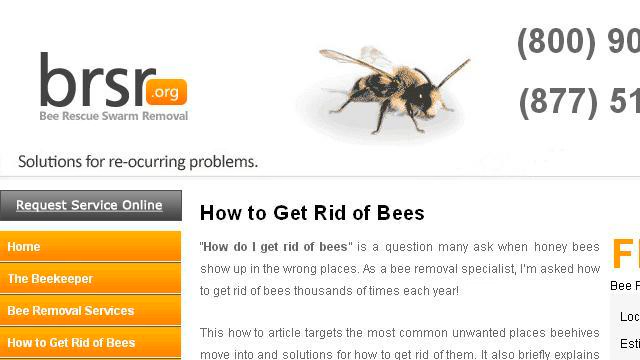 brsr.org
Bee Rescue Swarm Removal
(800) 90
(877) 51
Solutions for re-ocurring problems.
Request Service Online
Home
The Beekeeper
Bee Removal Services
How to Get Rid of Bees
How to Get Rid of Bees
"How do I get rid of bees" is a question many ask when honey bees
show up in the wrong places. As a bee removal specialist, I'm asked how
to get rid of bees thousands of times each year!
This how to article targets the most common unwanted places beehives
move into and solutions for how to get rid of them. It also briefly explains
Bee
Loc
Esti